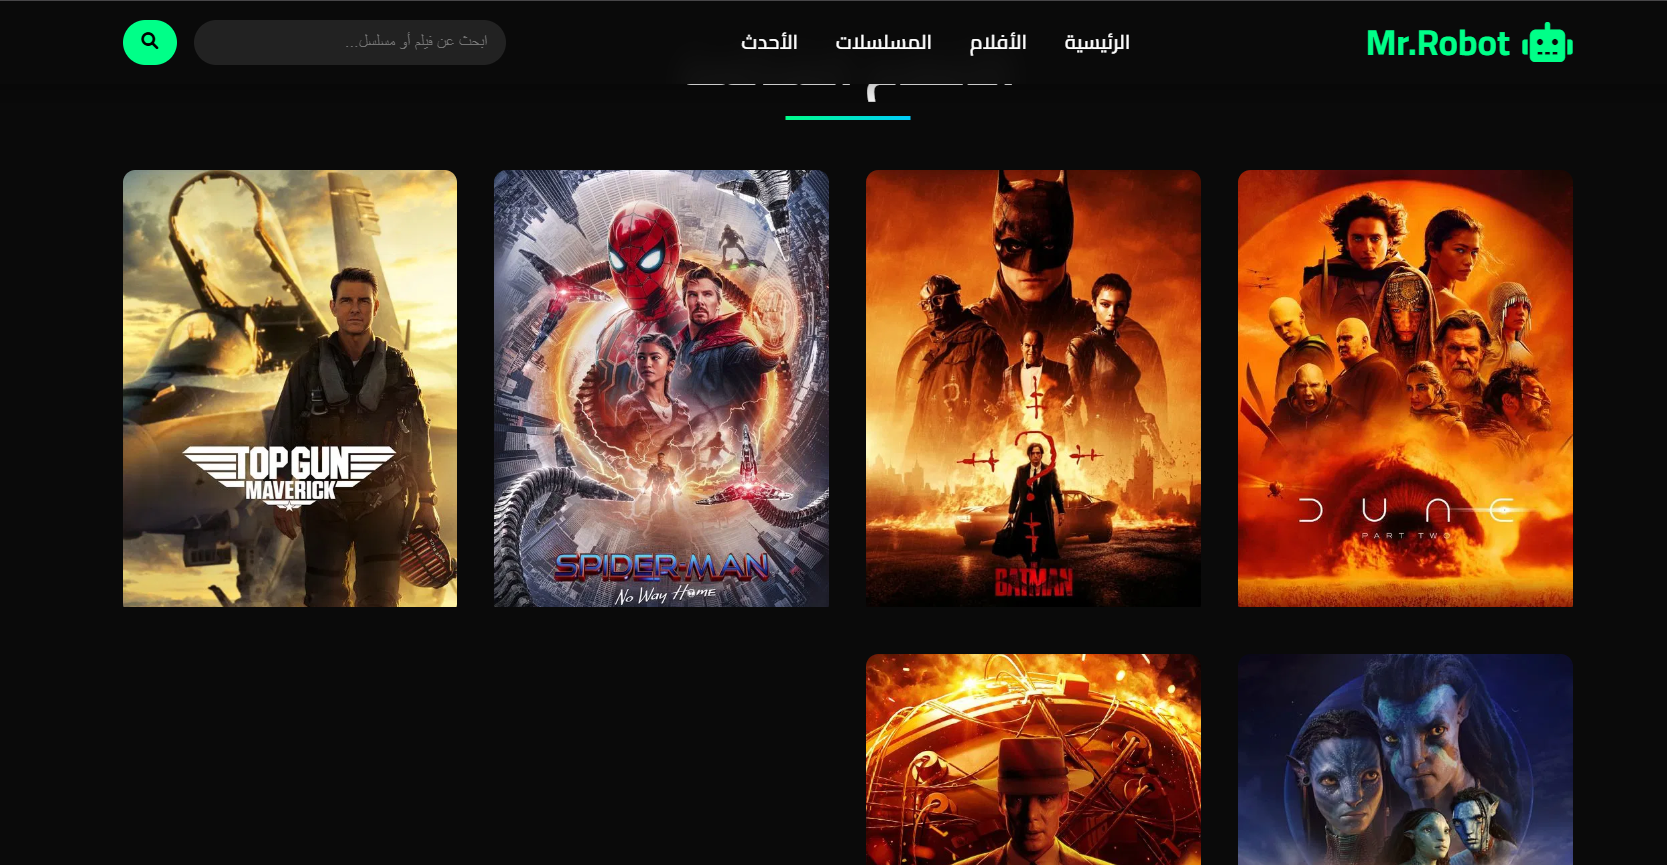 Mr.Robot
الرئيسية
الأفلام
المسلسلات
الأحدث
ابحث عن فيلم أو مسلسل...
DUNE
PART TWO
BATMAN
SPIDER-MAN
No Way Home
TOP GUN
MAVERICK